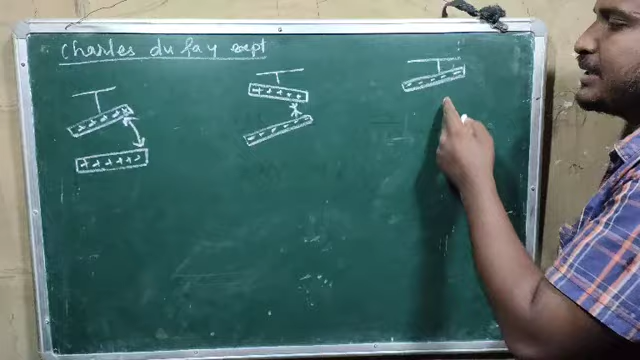 Charles du fay expt
+ + + + + +
+ + + + + +
+ + + + +
- - - - - -
- - - - -